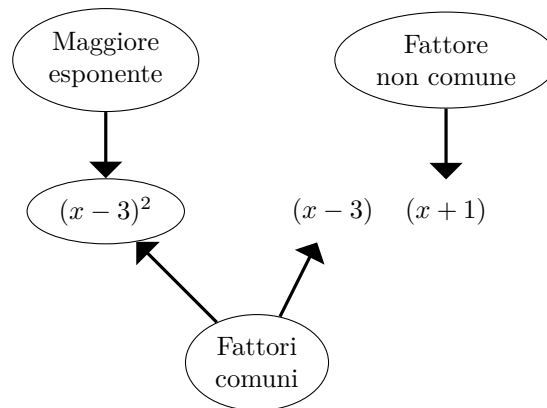 Maggiore
esponente
Fattore
non comune
(x − 3)²
(x − 3) (x + 1)
Fattori
comuni